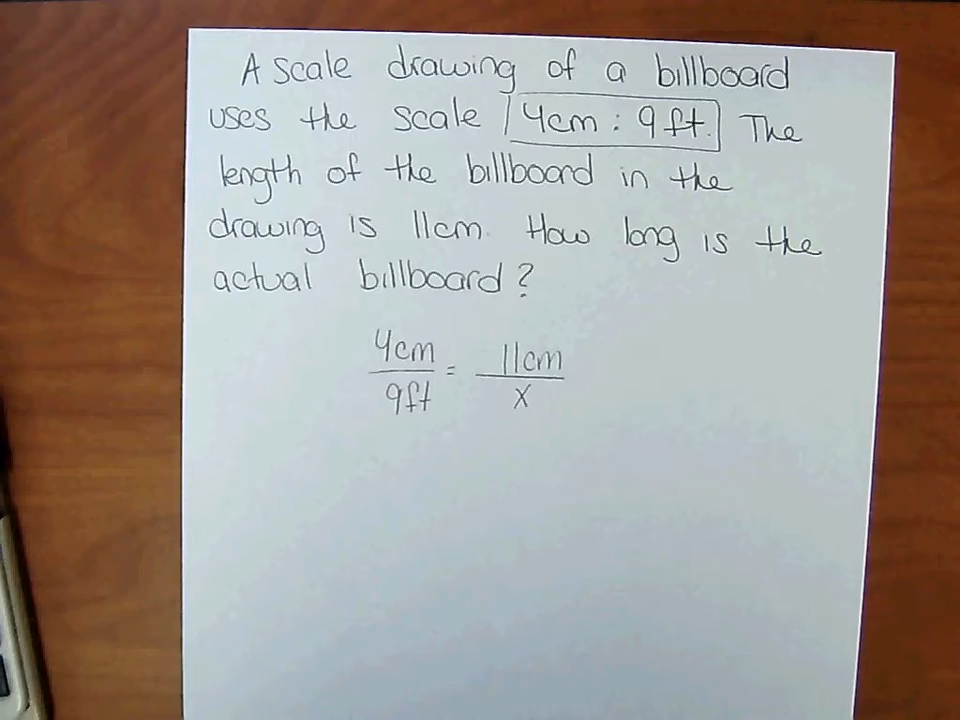 A scale drawing of a billboard
uses the scale 4cm : 9ft. The
length of the billboard in the
drawing is 11cm. How long is the
actual billboard?
4cm/9ft = 11cm/x